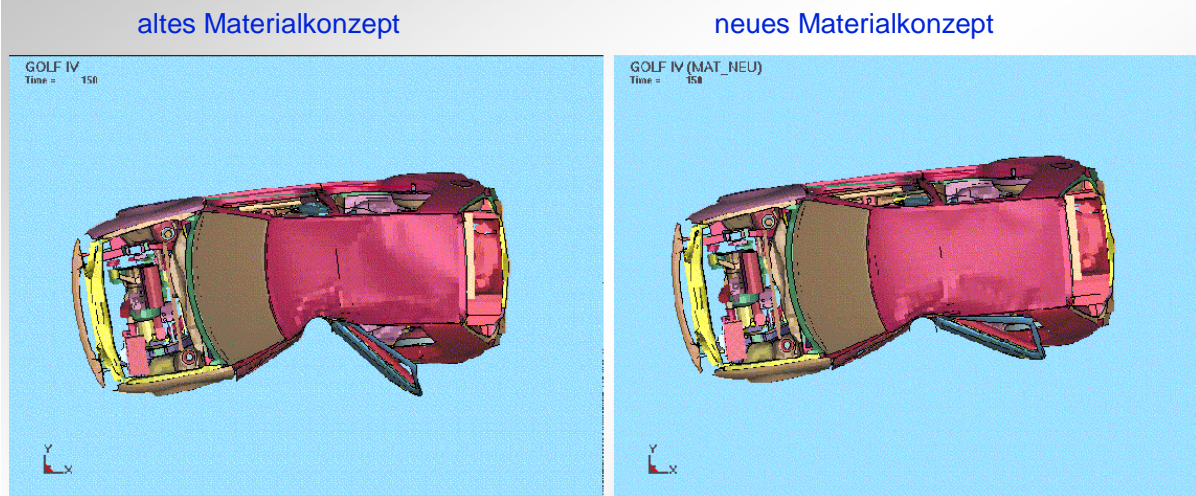 altes Materialkonzept
neues Materialkonzept
GOLF IV
Time = 150
GOLF IV (MAT_NEU)
Time = 150
Y
X
Y
X